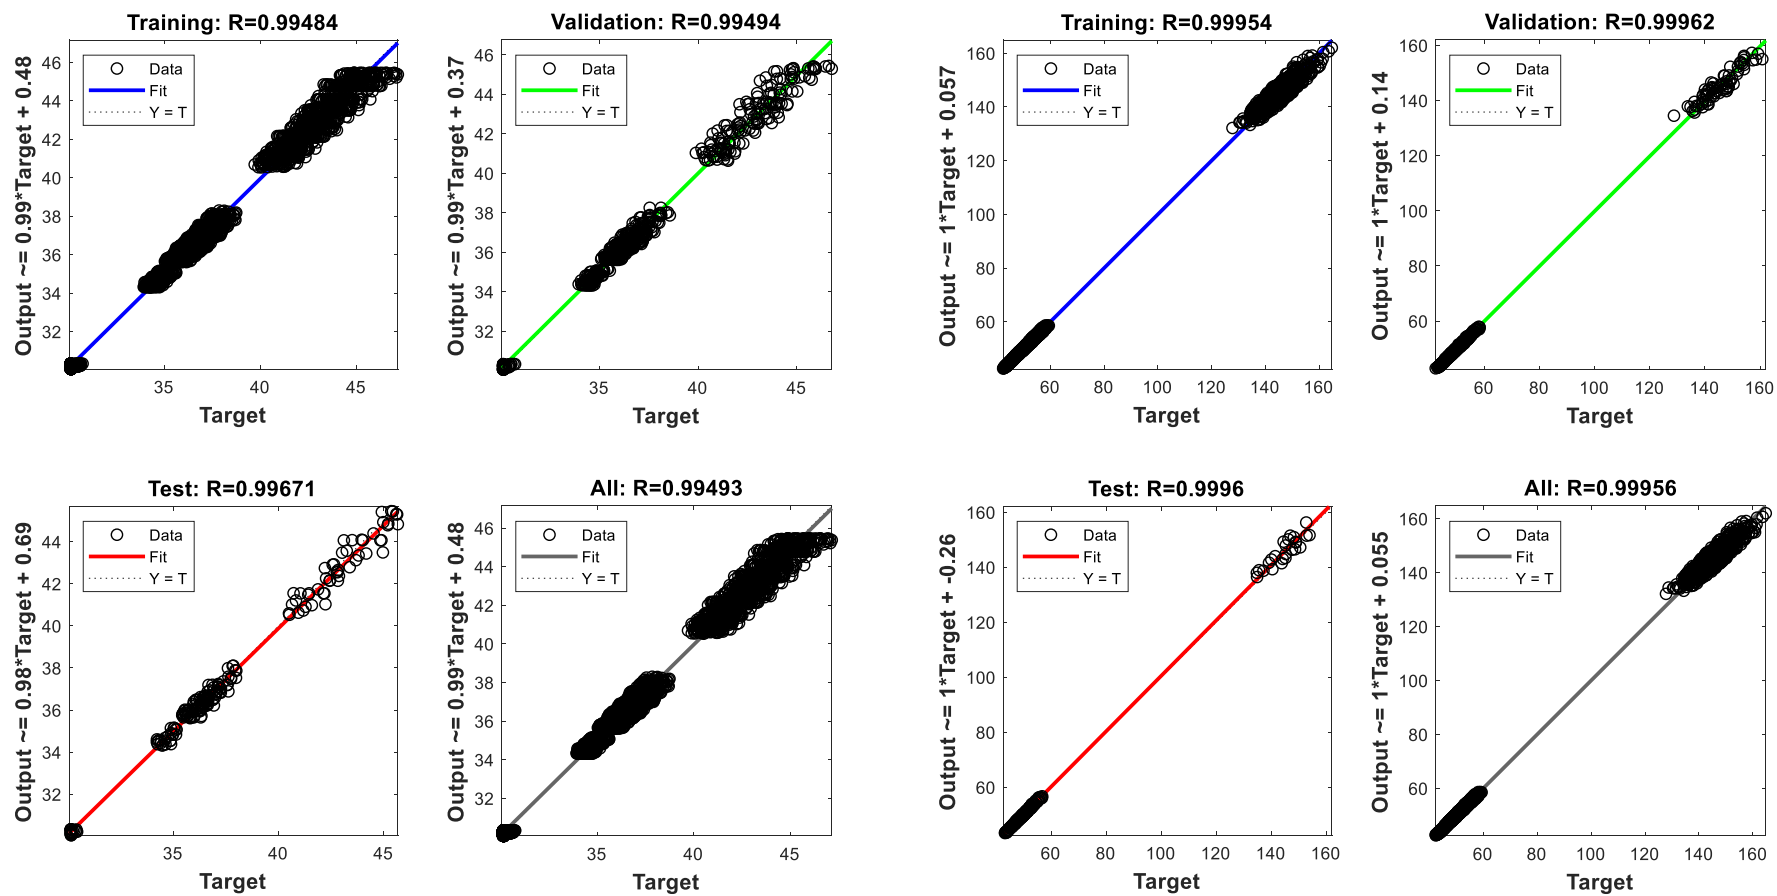 Training: R=0.99484
Output ~= 0.99*Target + 0.48
46
44
42
40
38
36
34
32
Data
Fit
Y = T
35
40
45
Target
Validation: R=0.99494
Output ~= 0.99*Target + 0.37
46
44
42
40
38
36
34
32
Data
Fit
Y = T
35
40
45
Target
Training: R=0.99954
Output ~= 1*Target + 0.057
160
140
120
100
80
60
Data
Fit
Y = T
60
80
100
120
140
160
Target
Validation: R=0.99962
Output ~= 1*Target + 0.14
160
140
120
100
80
60
Data
Fit
Y = T
60
80
100
120
140
160
Target
Test: R=0.99671
Output ~= 0.98*Target + 0.69
44
42
40
38
36
34
32
Data
Fit
Y = T
35
40
45
Target
All: R=0.99493
Output ~= 0.99*Target + 0.48
46
44
42
40
38
36
34
32
Data
Fit
Y = T
35
40
45
Target
Test: R=0.9996
Output ~= 1*Target + -0.26
160
140
120
100
80
60
Data
Fit
Y = T
60
80
100
120
140
160
Target
All: R=0.99956
Output ~= 1*Target + 0.055
160
140
120
100
80
60
Data
Fit
Y = T
60
80
100
120
140
160
Target